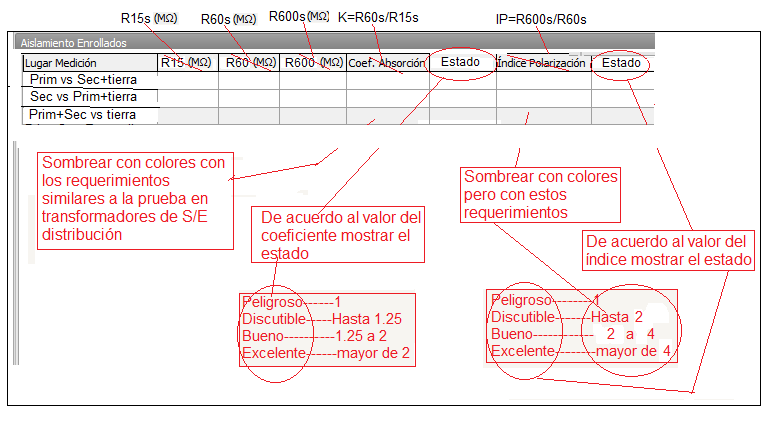 R15s (MΩ) R60s (MΩ) R600s (MΩ) K=R60s/R15s IP=R600s/R60s
Aislamiento Enrollados
Lugar Medición R15 (MΩ) R60 (MΩ) R600 (MΩ) Coef. Absorción Estado Índice Polarización Estado
Prim vs Sec+tierra
Sec vs Prim+tierra
Prim+Sec vs tierra
Sombrear con colores con
los requerimientos
similares a la prueba en
transformadores de S/E
distribución
Sombrear con colores
pero con estos
requerimientos
De acuerdo al valor del
coeficiente mostrar el
estado
De acuerdo al valor del
índice mostrar el estado
Peligroso-------1
Discutible------Hasta 1.25
Bueno-----------1.25 a 2
Excelente-------mayor de 2
Peligroso---------1
Discutible--------Hasta 2
Bueno------------- 2 a 4
Excelente---------mayor de 4